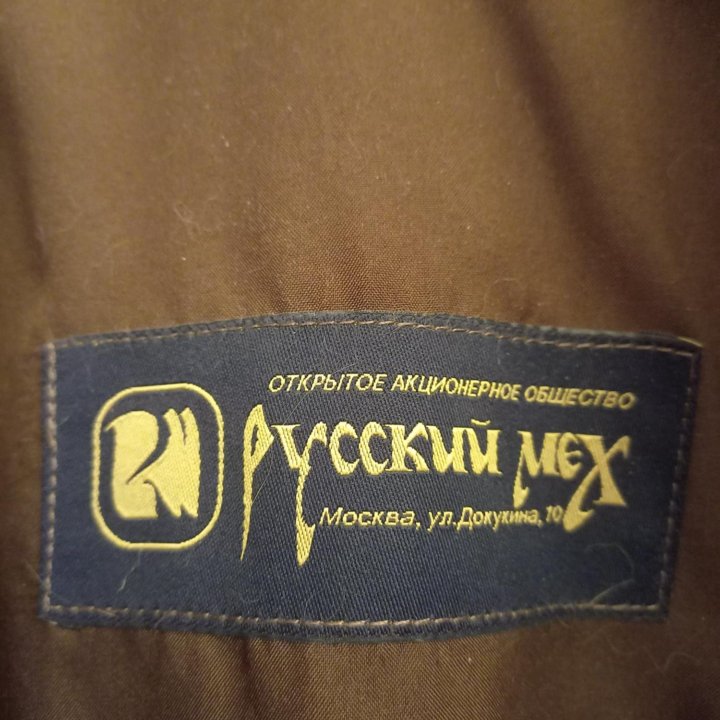 ОТКРЫТОЕ АКЦИОНЕРНОЕ ОБЩЕСТВО
Русский мех
Москва, ул.Докукина, 10